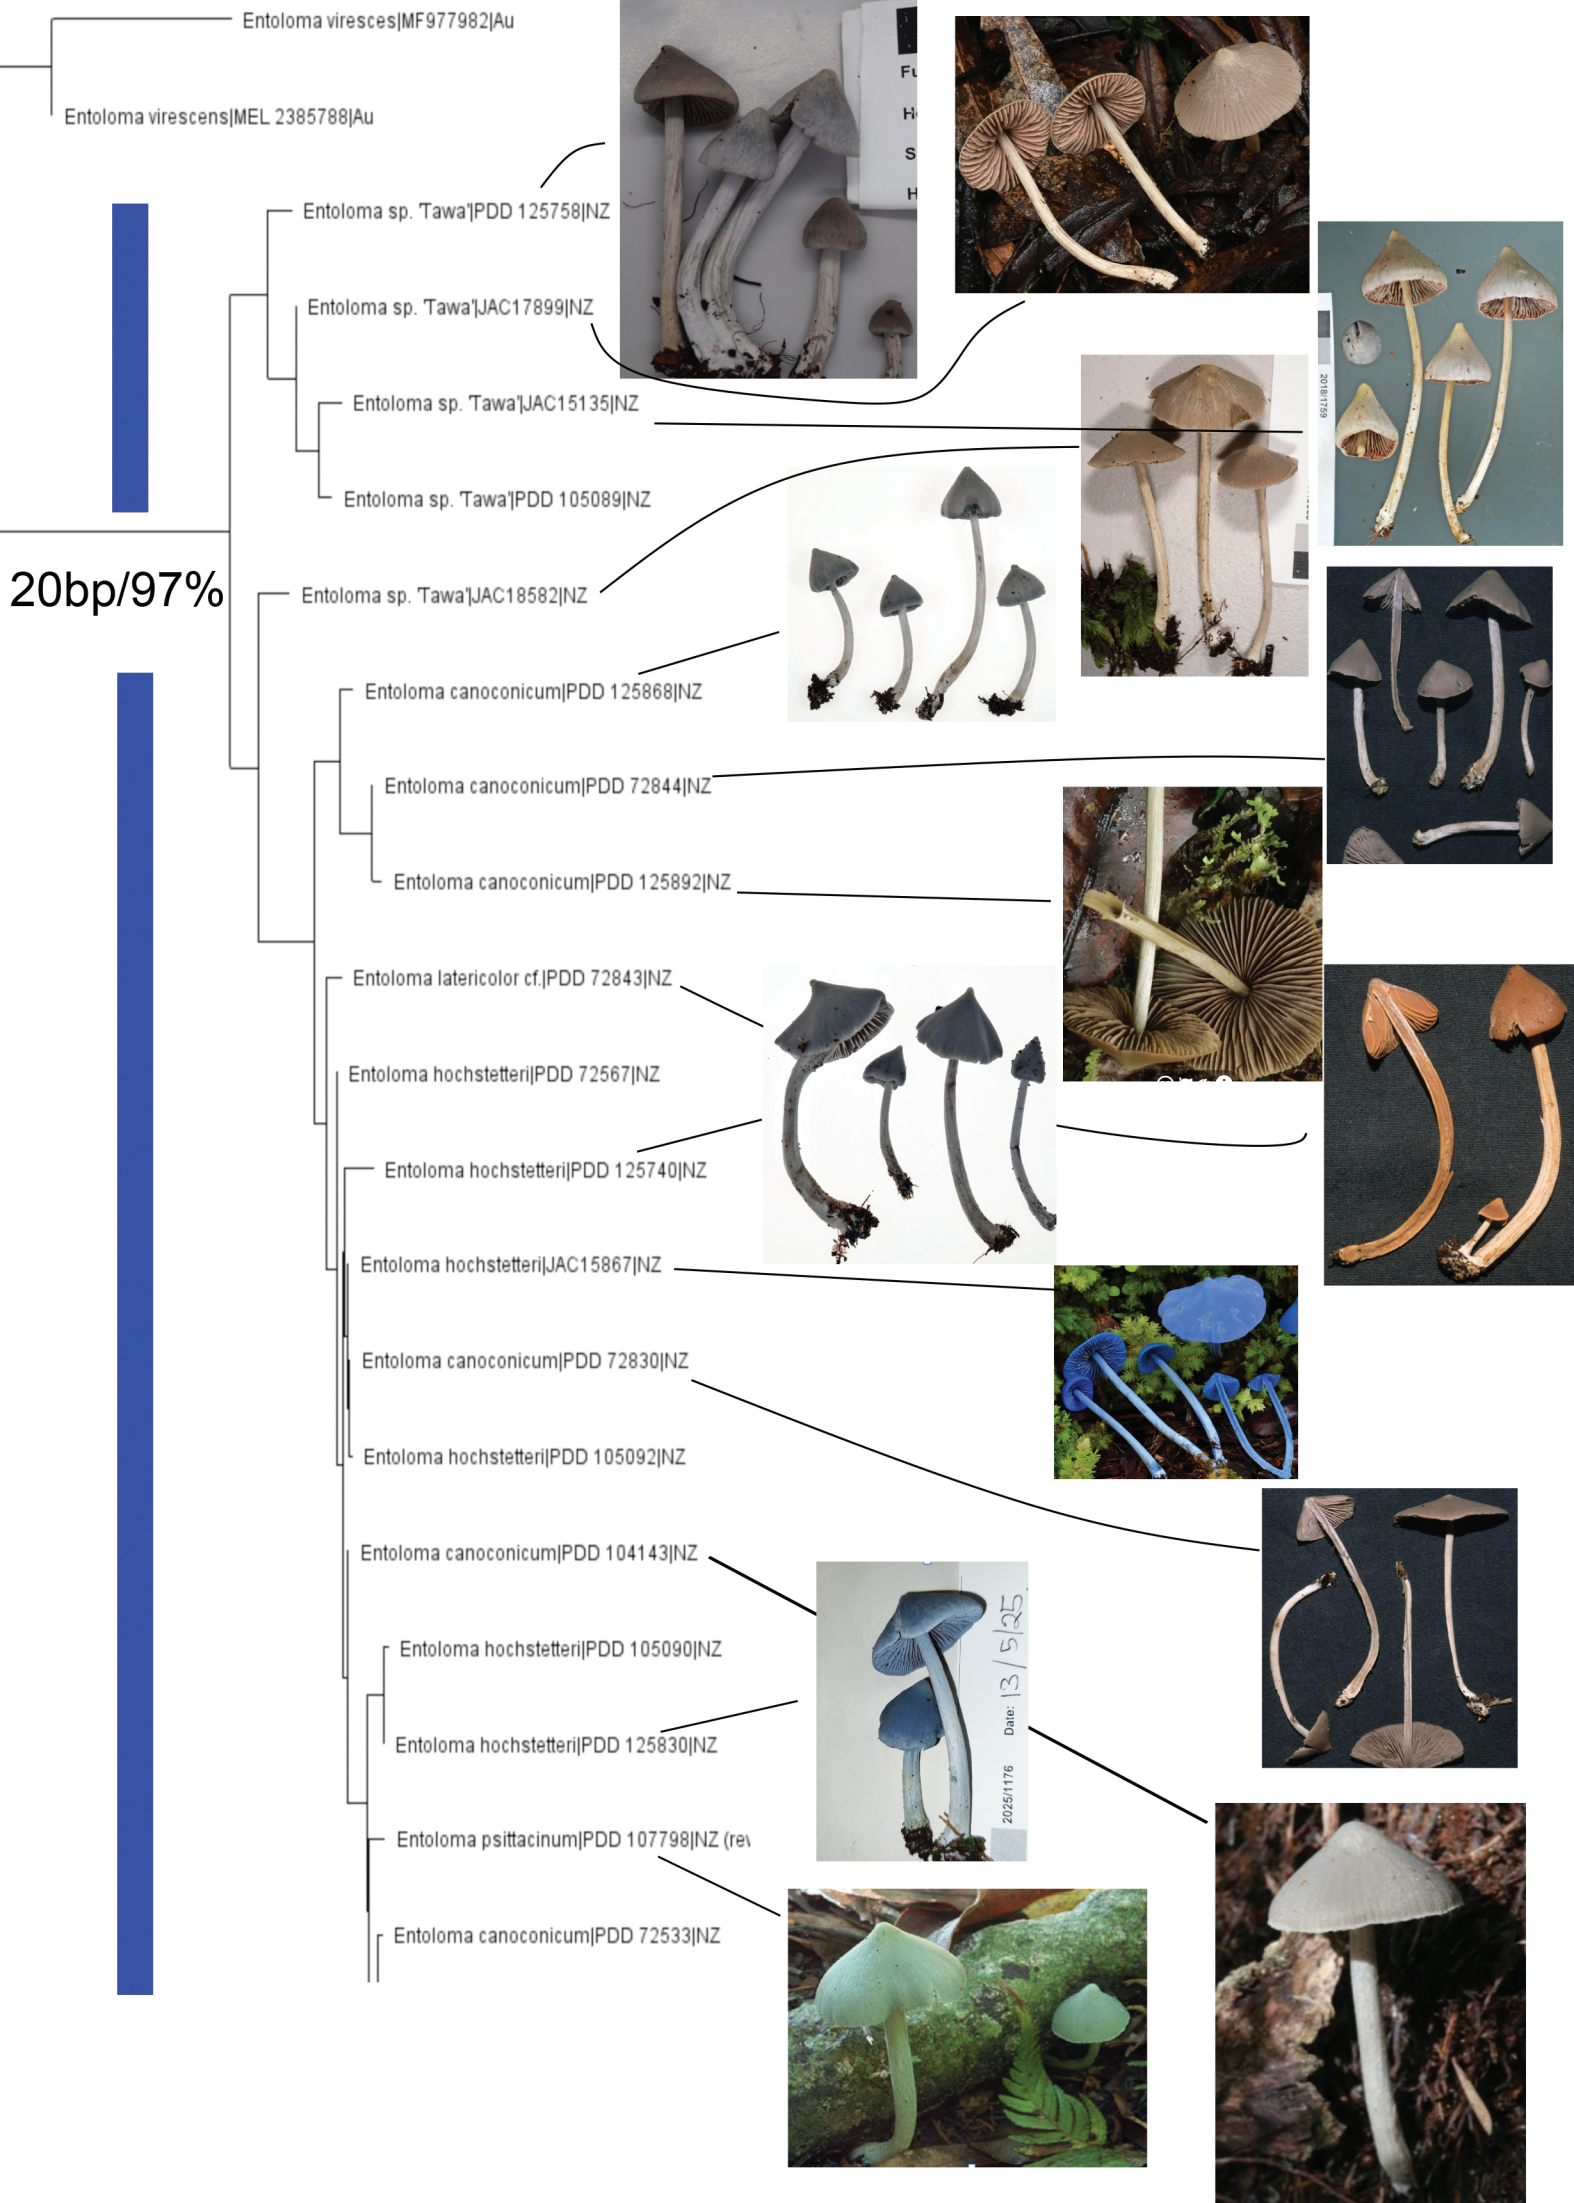 Entoloma viresces|MF977982|Au
Entoloma virescens|MEL 2385788|Au
Entoloma sp. 'Tawa'|PDD 125758|NZ
Entoloma sp. 'Tawa'|JAC17899|NZ
Entoloma sp. 'Tawa'|JAC15135|NZ
Entoloma sp. 'Tawa'|PDD 105089|NZ
20bp/97%
Entoloma sp. 'Tawa'|JAC18582|NZ
Entoloma canoconicum|PDD 125868|NZ
Entoloma canoconicum|PDD 72844|NZ
Entoloma canoconicum|PDD 125892|NZ
Entoloma latericolor cf.|PDD 72843|NZ
Entoloma hochstetteri|PDD 72567|NZ
Entoloma hochstetteri|PDD 125740|NZ
Entoloma hochstetteri|JAC15867|NZ
Entoloma canoconicum|PDD 72830|NZ
Entoloma hochstetteri|PDD 105092|NZ
Entoloma canoconicum|PDD 104143|NZ
Entoloma hochstetteri|PDD 105090|NZ
Entoloma hochstetteri|PDD 125830|NZ
Entoloma psittacinum|PDD 107798|NZ (rev
Entoloma canoconicum|PDD 72533|NZ
Fu
H
S
H
2018/1759
2025/1176 Date: 13/5/25